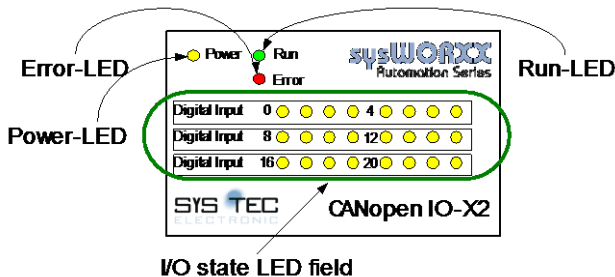 Power Run sysWORXX
Automation Series
Error-LED Error Run-LED
Digital Input 0 4
Power-LED
Digital Input 8 12
Digital Input 16 20
SYS TEC
ELECTRONIC
CANopen IO-X2
I/O state LED field